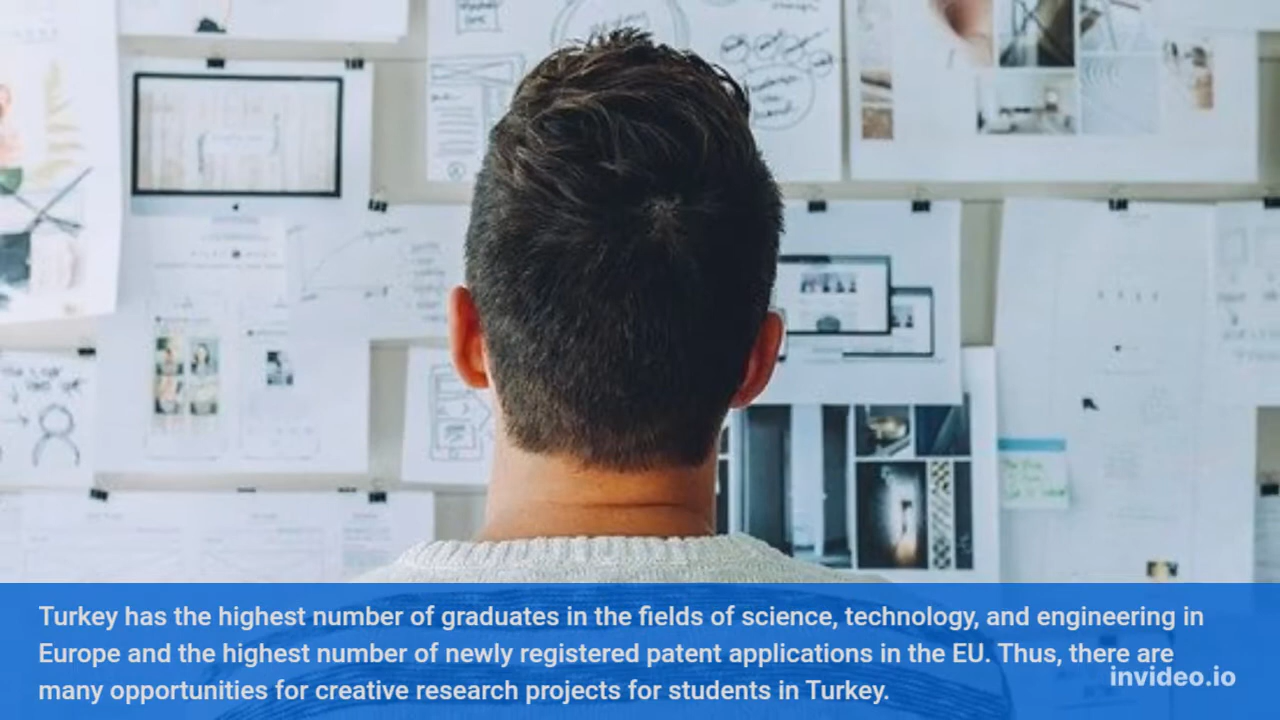 Turkey has the highest number of graduates in the fields of science, technology, and engineering in
Europe and the highest number of newly registered patent applications in the EU. Thus, there are
many opportunities for creative research projects for students in Turkey.
invideo.io